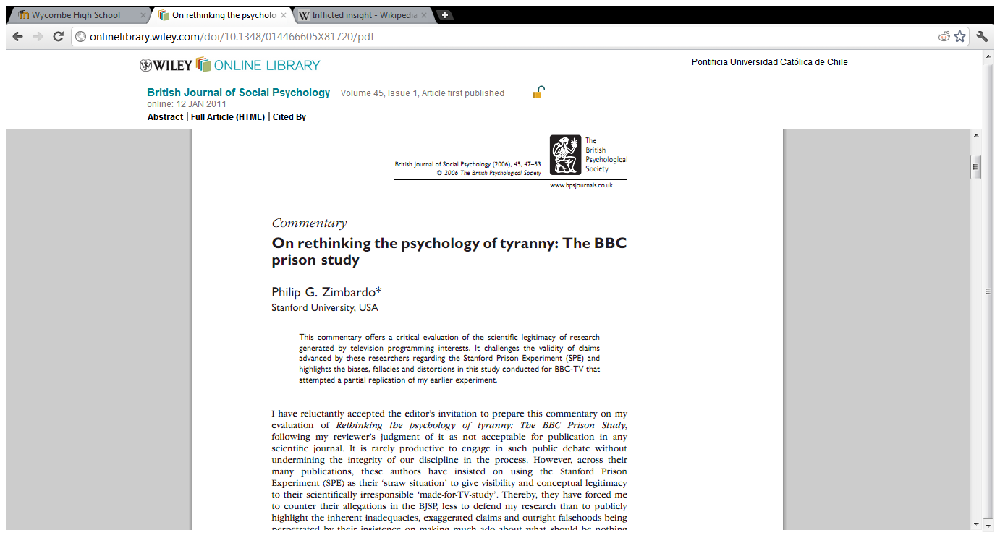 Wycombe High School
On rethinking the psycholo
Inflicted insight - Wikipedia
onlinelibrary.wiley.com/doi/10.1348/014466605X81720/pdf
WILEY ONLINE LIBRARY
Pontificia Universidad Católica de Chile
British Journal of Social Psychology Volume 45, Issue 1, Article first published
online: 12 JAN 2011
Abstract | Full Article (HTML) | Cited By
The
British
Psychological
Society
British Journal of Social Psychology (2006), 45, 47–53
© 2006 The British Psychological Society
www.bpsjournals.co.uk
Commentary
On rethinking the psychology of tyranny: The BBC
prison study
Philip G. Zimbardo*
Stanford University, USA
This commentary offers a critical evaluation of the scientific legitimacy of research
generated by television programming interests. It challenges the validity of claims
advanced by these researchers regarding the Stanford Prison Experiment (SPE) and
highlights the biases, fallacies and distortions in this study conducted for BBC-TV that
attempted a partial replication of my earlier experiment.
I have reluctantly accepted the editor's invitation to prepare this commentary on my
evaluation of Rethinking the psychology of tyranny: The BBC Prison Study,
following my reviewer's judgment of it as not acceptable for publication in any
scientific journal. It is rarely productive to engage in such public debate without
undermining the integrity of our discipline in the process. However, across their
many publications, these authors have insisted on using the Stanford Prison
Experiment (SPE) as their 'straw situation' to give visibility and conceptual legitimacy
to their scientifically irresponsible 'made-for-TV-study'. Thereby, they have forced me
to counter their allegations in the BJSP, less to defend my research than to publicly
highlight the inherent inadequacies, exaggerated claims and outright falsehoods being
perpetrated by their insistence on making much ado about what should be nothing